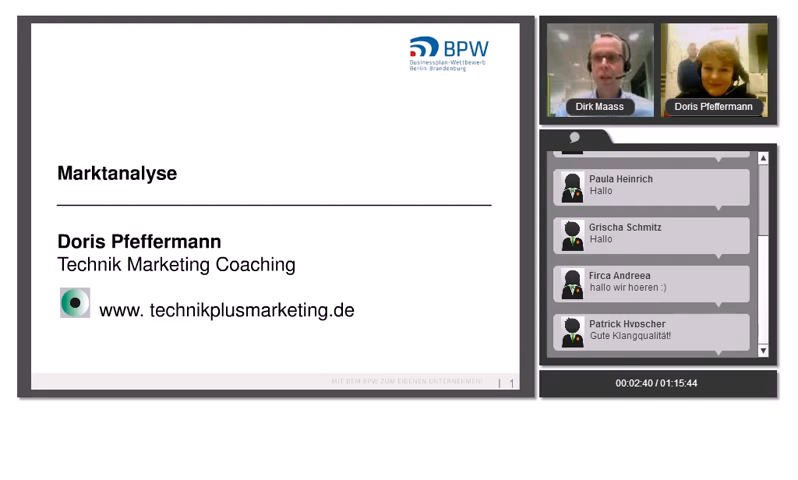 BPW
Businessplan-Wettbewerb
Berlin-Brandenburg
Marktanalyse
Doris Pfeffermann
Technik Marketing Coaching
www. technikplusmarketing.de
MIT DEM BPW ZUM EIGENEN UNTERNEHMEN!
| 1
Dirk Maass
Doris Pfeffermann
Paula Heinrich
Hallo
Grischa Schmitz
Hallo
Firca Andreea
hallo wir hoeren :)
Patrick Hyoscher
Gute Klangqualität!
00:02:40 / 01:15:44